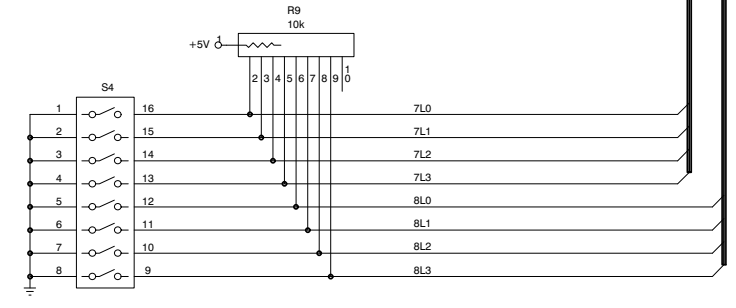 R9
10k
+5V 1
2 3 4 5 6 7 8 9 10
S4
1 16 7L0
2 15 7L1
3 14 7L2
4 13 7L3
5 12 8L0
6 11 8L1
7 10 8L2
8 9 8L3